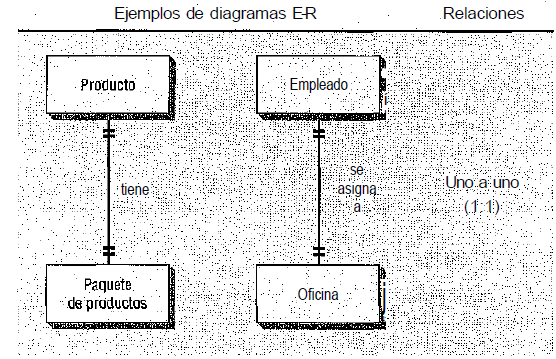 Ejemplos de diagramas E-R
Relaciones
Producto
Empleado
tiene
se
asigna
a
Uno a uno
(1:1)
Paquete
de productos
Oficina